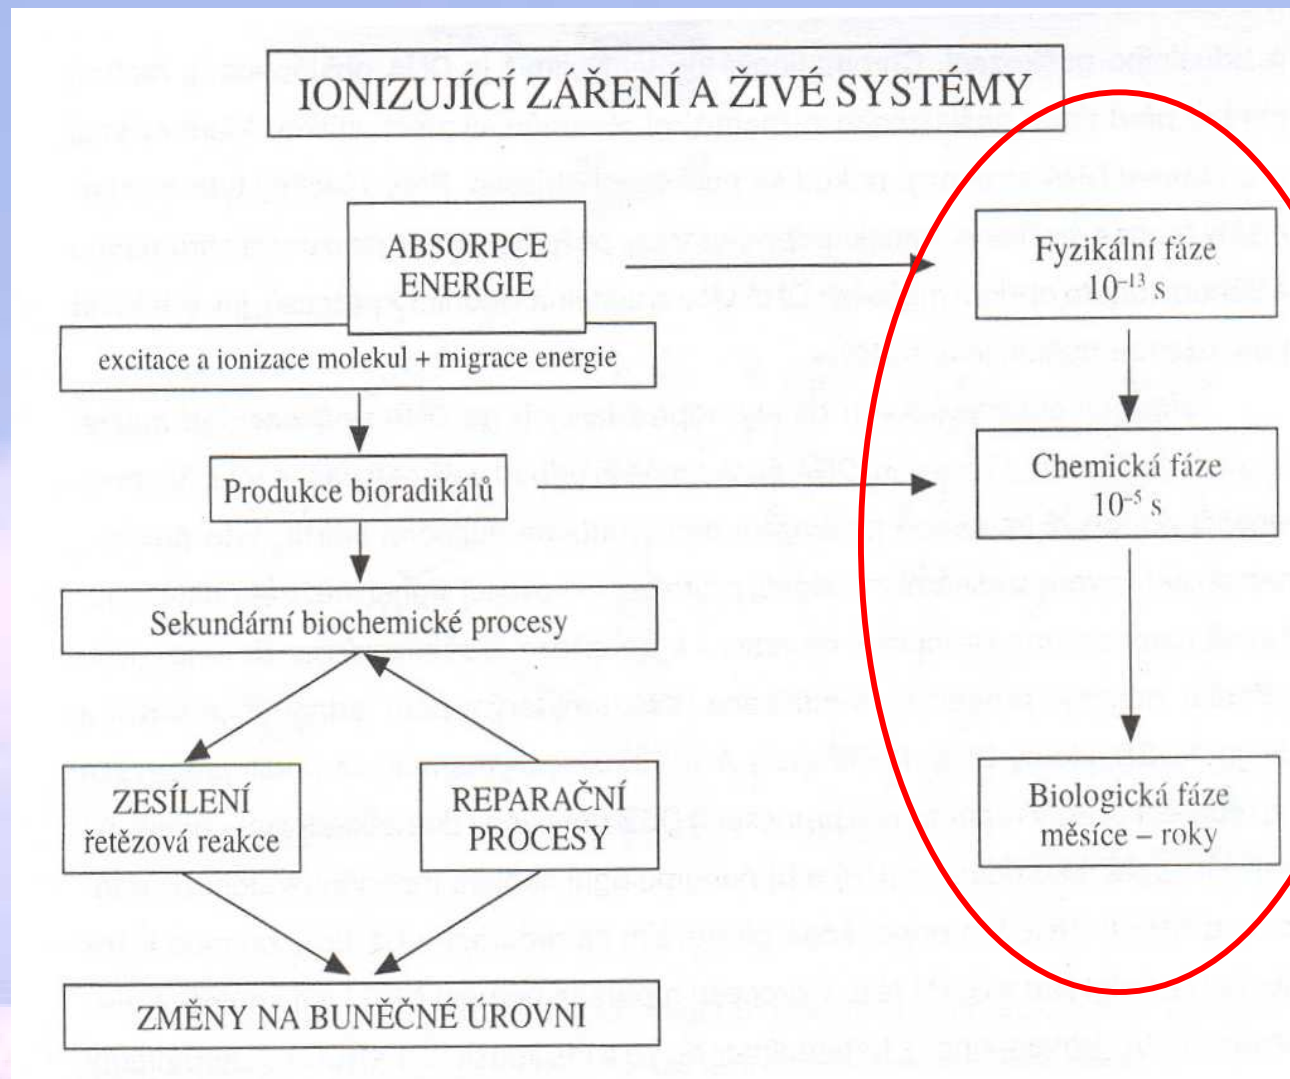 IONIZUJÍCÍ ZÁŘENÍ A ŽIVÉ SYSTÉMY
ABSORPCE
ENERGIE
excitace a ionizace molekul + migrace energie
Produkce bioradikálů
Sekundární biochemické procesy
ZESÍLENÍ
řetězová reakce
REPARAČNÍ
PROCESY
ZMĚNY NA BUNĚČNÉ ÚROVNI
Fyzikální fáze
10⁻¹³ s
Chemická fáze
10⁻⁵ s
Biologická fáze
měsíce – roky